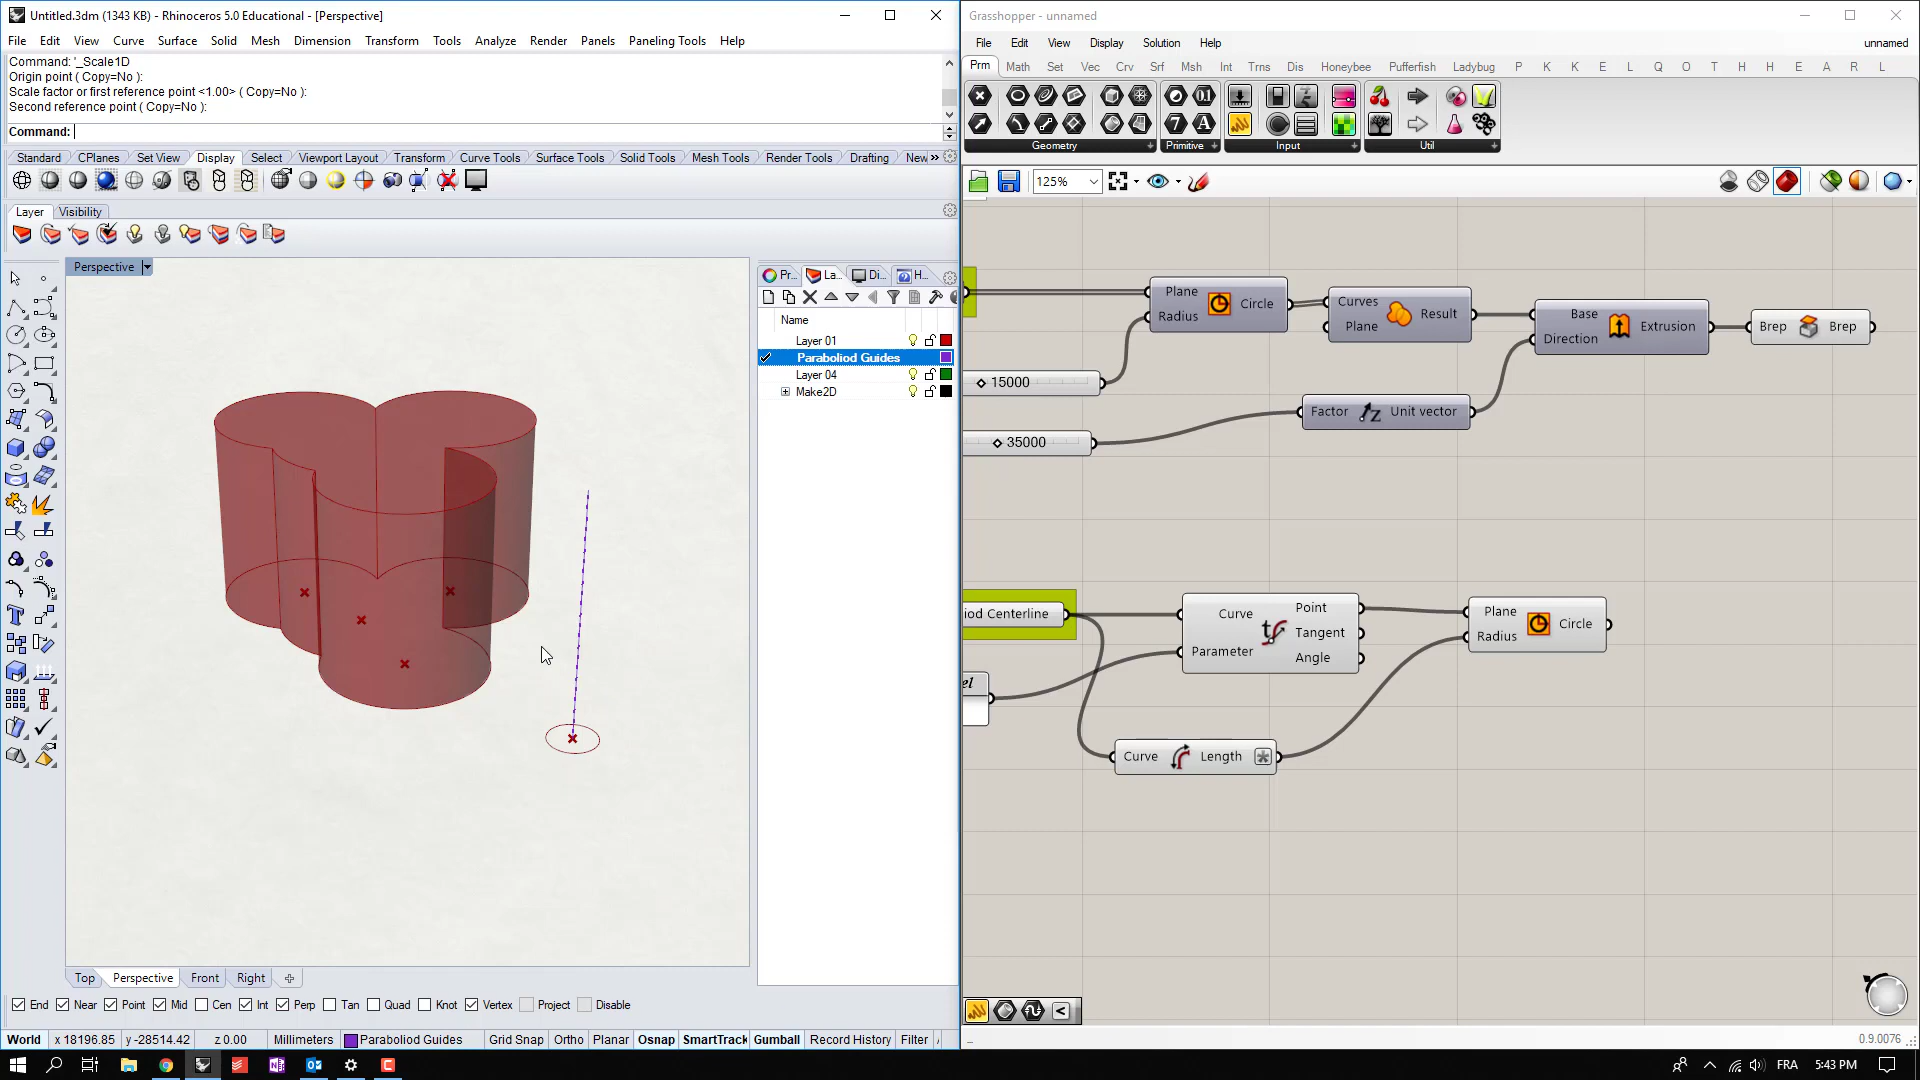 Untitled.3dm (1343 KB) - Rhinoceros 5.0 Educational - [Perspective]
File Edit View Curve Surface Solid Mesh Dimension Transform Tools Analyze Render Panels Paneling Tools Help
Command: '_Scale1D
Origin point ( Copy=No ):
Scale factor or first reference point <1.00> ( Copy=No ):
Second reference point ( Copy=No ):
Command:
Standard CPlanes Set View Display Select Viewport Layout Transform Curve Tools Surface Tools Solid Tools Mesh Tools Render Tools Drafting New »
Layer Visibility
Perspective
Pr... La... Di... H...
Name
Layer 01
Paraboliod Guides
Layer 04
Make2D
Top Perspective Front Right
End Near Point Mid Cen Int Perp Tan Quad Knot Vertex Project Disable
World x 18196.85 y -28514.42 z 0.00 Millimeters Paraboliod Guides Grid Snap Ortho Planar Osnap SmartTrack Gumball Record History Filter
Grasshopper - unnamed
File Edit View Display Solution Help unnamed
Prm Math Set Vec Crv Srf Msh Int Trns Dis Honeybee Pufferfish Ladybug P K K E L Q O T H H E A R L
Geometry Primitive Input Util
125%
Plane
Radius
Circle
Curves
Plane
Result
Base
Direction
Extrusion
Brep Brep
15000
Factor Unit vector
35000
iod Centerline
Curve
Parameter
Point
Tangent
Angle
Plane
Radius
Circle
el
Curve Length
0.9.0076
FRA 5:43 PM